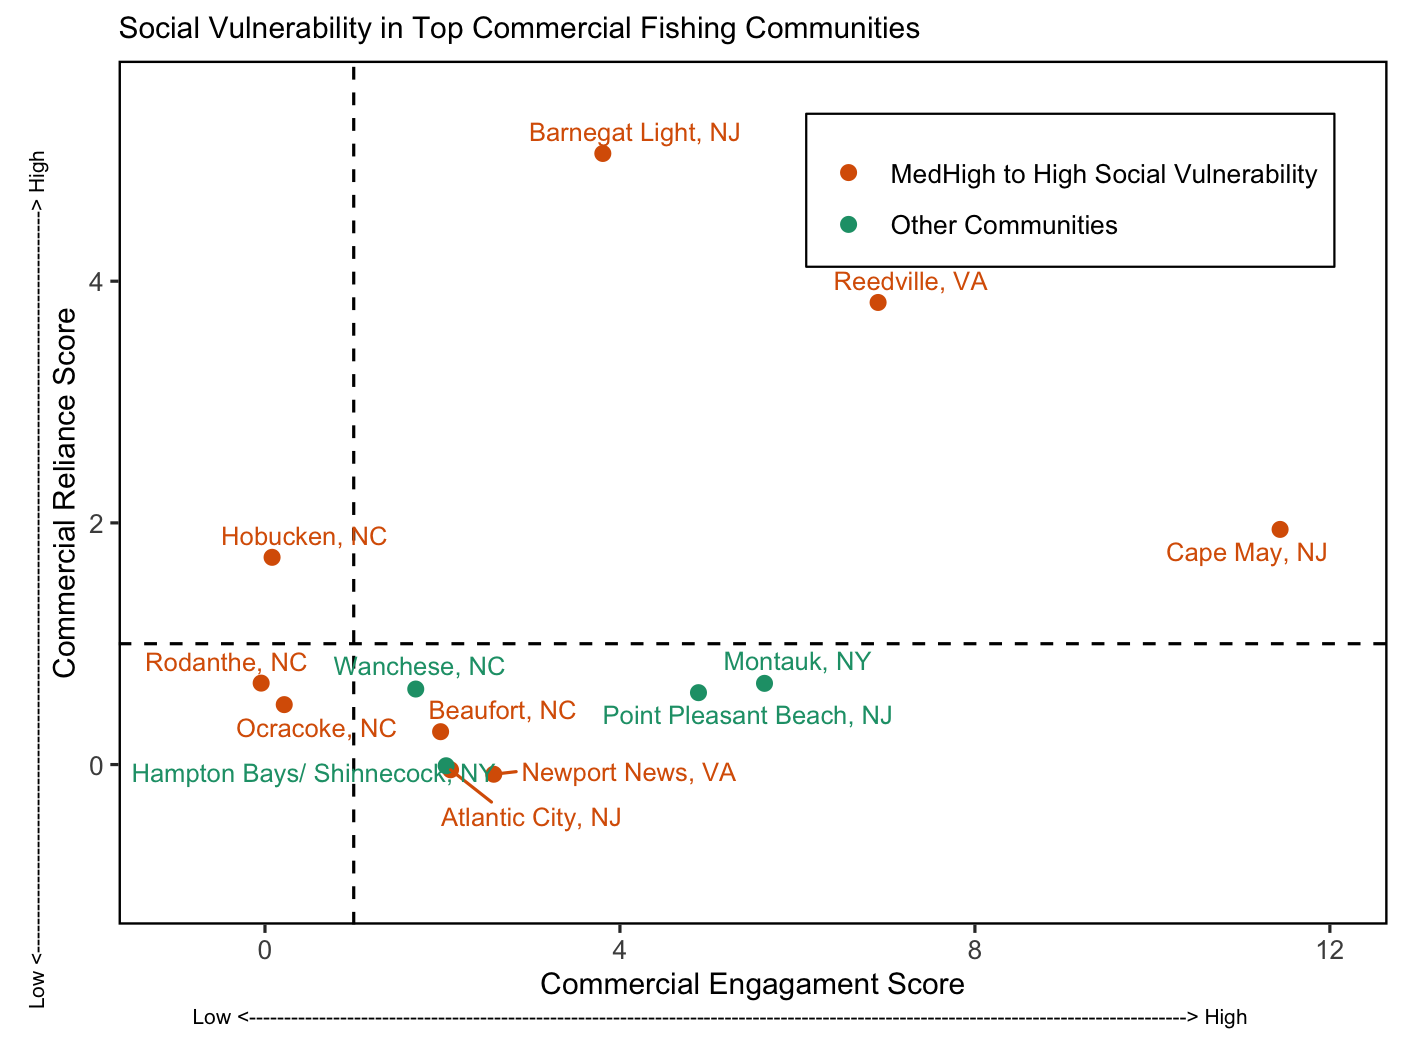 Social Vulnerability in Top Commercial Fishing Communities
Barnegat Light, NJ
MedHigh to High Social Vulnerability
Other Communities
Reedville, VA
Hobucken, NC
Cape May, NJ
Rodanthe, NC
Wanchese, NC
Montauk, NY
Ocracoke, NC
Beaufort, NC
Point Pleasant Beach, NJ
Hampton Bays/ Shinnecock, NY
Newport News, VA
Atlantic City, NJ
4
2
0
Commercial Reliance Score
Low <----------------------------------------------------------------------------------------------------> High
0
4
8
12
Commercial Engagament Score
Low <----------------------------------------------------------------------------------------------------------------------------------> High